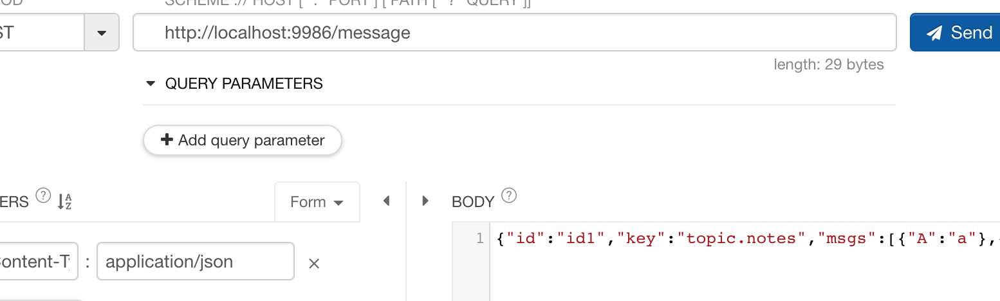 OD SCHEME :// HOST [ ":" PORT ] [ PATH [ "?" QUERY ]]
ST http://localhost:9986/message Send
length: 29 bytes
QUERY PARAMETERS
Add query parameter
ERS ? A Z Form BODY ?
1 {"id":"id1","key":"topic.notes","msgs":[{"A":"a"},
ontent-T : application/json ×